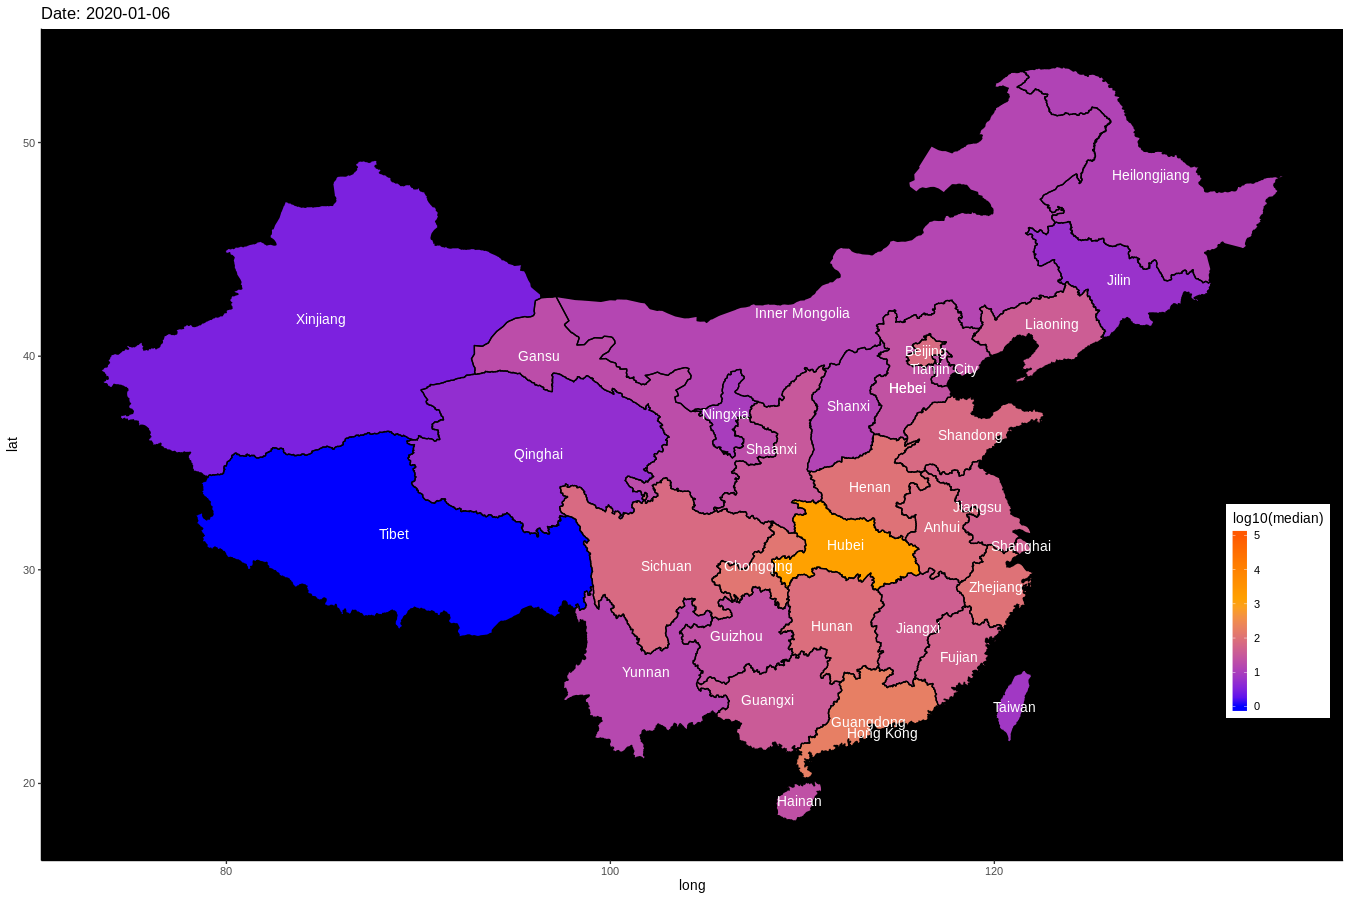 Date: 2020-01-06
50
Heilongjiang
Jilin
Xinjiang
Inner Mongolia
Liaoning
Gansu
Beijing
40
Tianjin City
Hebei
Ningxia
Shanxi
Shandong
lat
Qinghai
Shaanxi
Henan
Jiangsu
Tibet
Anhui
Hubei
Shanghai
log10(median)
5
4
3
2
1
0
30
Sichuan
Chongqing
Zhejiang
Hunan
Jiangxi
Guizhou
Fujian
Yunnan
Guangxi
Taiwan
Guangdong
Hong Kong
20
Hainan
80
100
120
long